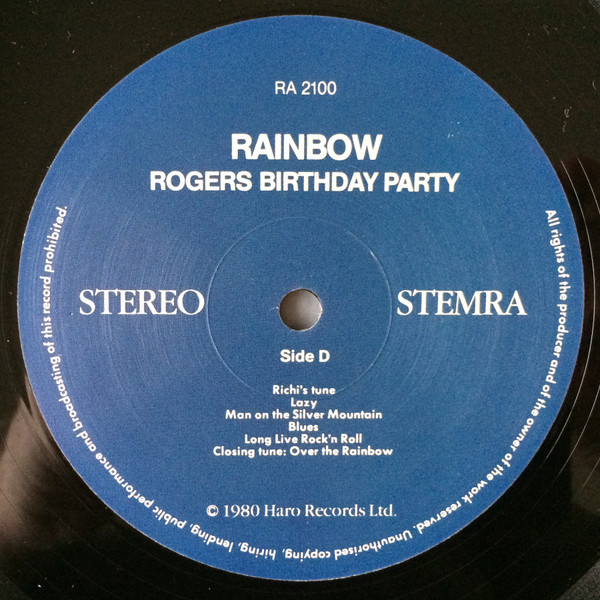 RA 2100
RAINBOW
ROGERS BIRTHDAY PARTY
STEREO
STEMRA
Side D
Richi's tune
Lazy
Man on the Silver Mountain
Blues
Long Live Rock'n Roll
Closing tune: Over the Rainbow
© 1980 Haro Records Ltd.
All rights of the producer and of the owner of the work reserved. Unauthorised copying, hiring, lending, public performance and broadcasting of this record prohibited.